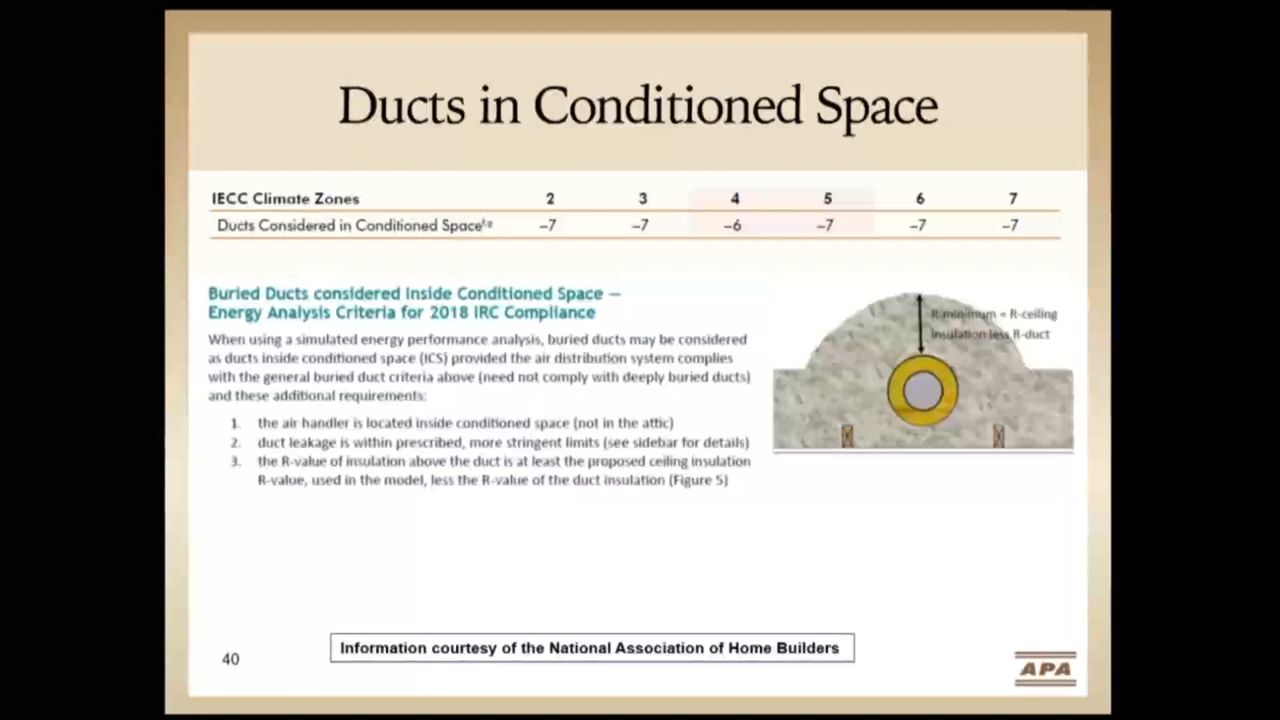 Ducts in Conditioned Space
IECC Climate Zones 2 3 4 5 6 7
Ducts Considered in Conditioned Space –7 –7 –6 –7 –7 –7
Buried Ducts considered Inside Conditioned Space —
Energy Analysis Criteria for 2018 IRC Compliance
When using a simulated energy performance analysis, buried ducts may be considered
as ducts inside conditioned space (ICS) provided the air distribution system complies
with the general buried duct criteria above (need not comply with deeply buried ducts)
and these additional requirements:
1. the air handler is located inside conditioned space (not in the attic)
2. duct leakage is within prescribed, more stringent limits (see sidebar for details)
3. the R-value of insulation above the duct is at least the proposed ceiling insulation
R-value, used in the model, less the R-value of the duct insulation (Figure 5)
R-minimum = R-ceiling
insulation less R-duct
Information courtesy of the National Association of Home Builders
40
APA